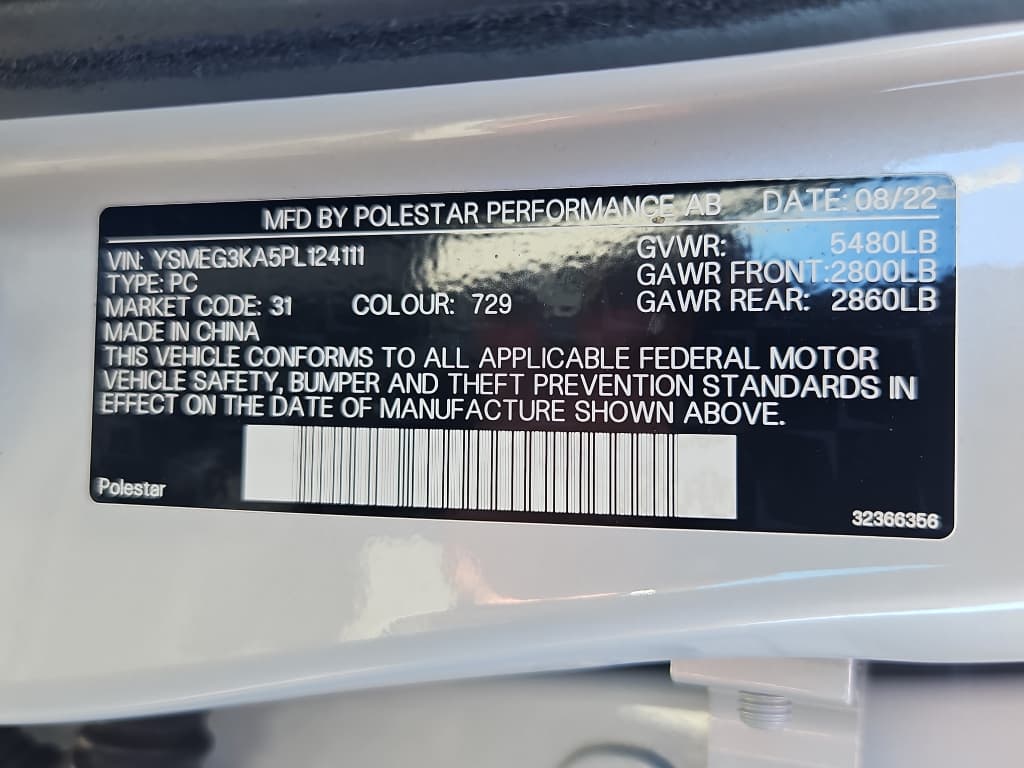 MFD BY POLESTAR PERFORMANCE AB DATE: 08/22
VIN: YSMEG3KA5PL124111 GVWR: 5480LB
TYPE: PC GAWR FRONT: 2800LB
MARKET CODE: 31 COLOUR: 729 GAWR REAR: 2860LB
MADE IN CHINA
THIS VEHICLE CONFORMS TO ALL APPLICABLE FEDERAL MOTOR
VEHICLE SAFETY, BUMPER AND THEFT PREVENTION STANDARDS IN
EFFECT ON THE DATE OF MANUFACTURE SHOWN ABOVE.
Polestar
32366356